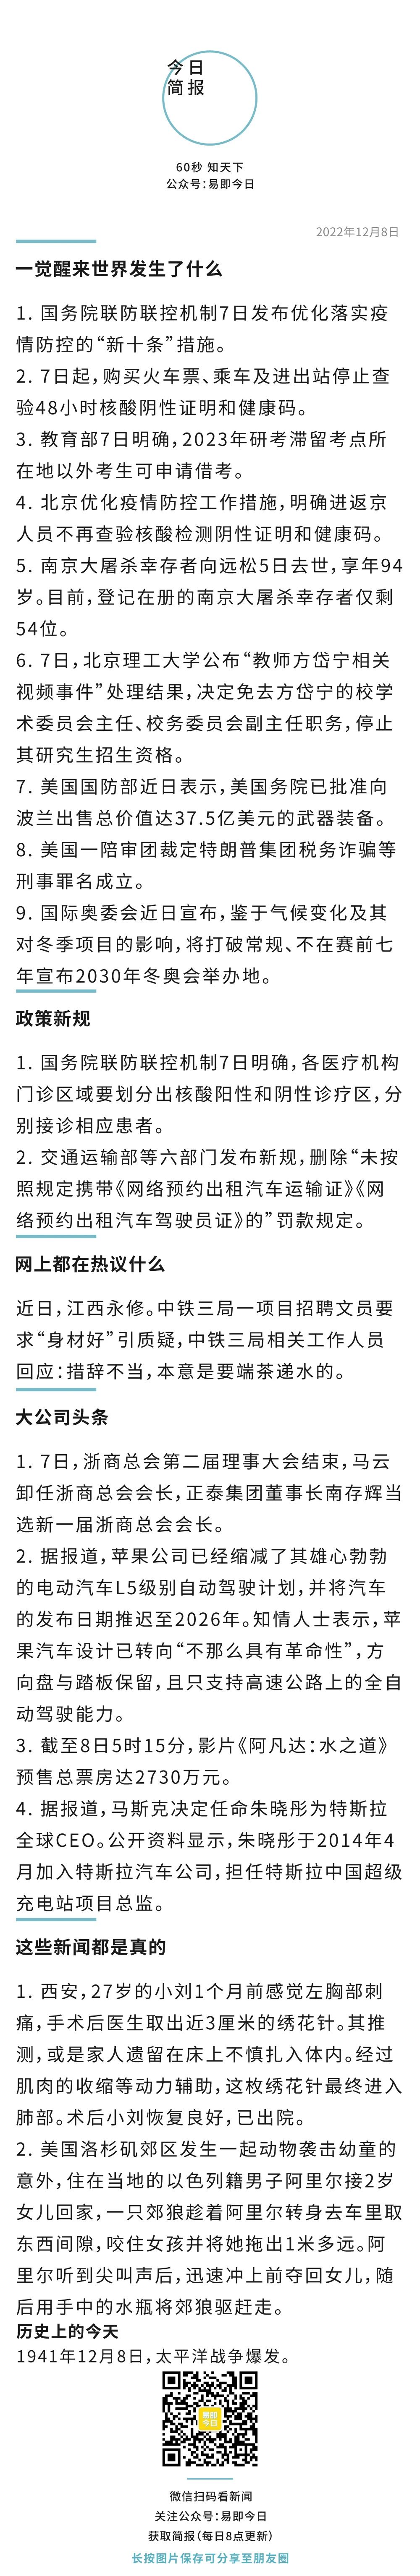 今日
简报
60秒 知天下
公众号：易即今日
2022年12月8日
一觉醒来世界发生了什么
1. 国务院联防联控机制7日发布优化落实疫
情防控的“新十条”措施。
2. 7日起，购买火车票、乘车及进出站停止查
验48小时核酸阴性证明和健康码。
3. 教育部7日明确，2023年研考滞留考点所
在地以外考生可申请借考。
4. 北京优化疫情防控工作措施，明确进返京
人员不再查验核酸检测阴性证明和健康码。
5. 南京大屠杀幸存者向远松5日去世，享年94
岁。目前，登记在册的南京大屠杀幸存者仅剩
54位。
6. 7日，北京理工大学公布“教师方岱宁相关
视频事件”处理结果，决定免去方岱宁的校学
术委员会主任、校务委员会副主任职务，停止
其研究生招生资格。
7. 美国国防部近日表示，美国务院已批准向
波兰出售总价值达37.5亿美元的武器装备。
8. 美国一陪审团裁定特朗普集团税务诈骗等
刑事罪名成立。
9. 国际奥委会近日宣布，鉴于气候变化及其
对冬季项目的影响，将打破常规、不在赛前七
年宣布2030年冬奥会举办地。
政策新规
1. 国务院联防联控机制7日明确，各医疗机构
门诊区域要划分出核酸阳性和阴性诊疗区，分
别接诊相应患者。
2. 交通运输部等六部门发布新规，删除“未按
照规定携带《网络预约出租汽车运输证》《网
络预约出租汽车驾驶员证》的”罚款规定。
网上都在热议什么
近日，江西永修。中铁三局一项目招聘文员要
求“身材好”引质疑，中铁三局相关工作人员
回应：措辞不当，本意是要端茶递水的。
大公司头条
1. 7日，浙商总会第二届理事大会结束，马云
卸任浙商总会会长，正泰集团董事长南存辉当
选新一届浙商总会会长。
2. 据报道，苹果公司已经缩减了其雄心勃勃
的电动汽车L5级别自动驾驶计划，并将汽车
的发布日期推迟至2026年。知情人士表示，苹
果汽车设计已转向“不那么具有革命性”，方
向盘与踏板保留，且只支持高速公路上的全自
动驾驶能力。
3. 截至8日5时15分，影片《阿凡达：水之道》
预售总票房达2730万元。
4. 据报道，马斯克决定任命朱晓彤为特斯拉
全球CEO。公开资料显示，朱晓彤于2014年4
月加入特斯拉汽车公司，担任特斯拉中国超级
充电站项目总监。
这些新闻都是真的
1. 西安，27岁的小刘1个月前感觉左胸部刺
痛，手术后医生取出近3厘米的绣花针。其推
测，或是家人遗留在床上不慎扎入体内。经过
肌肉的收缩等动力辅助，这枚绣花针最终进入
肺部。术后小刘恢复良好，已出院。
2. 美国洛杉矶郊区发生一起动物袭击幼童的
意外，住在当地的以色列籍男子阿里尔接2岁
女儿回家，一只郊狼趁着阿里尔转身去车里取
东西间隙，咬住女孩并将她拖出1米多远。阿
里尔听到尖叫声后，迅速冲上前夺回女儿，随
后用手中的水瓶将郊狼驱赶走。
历史上的今天
1941年12月8日，太平洋战争爆发。
易即
今日
微信扫码看新闻
关注公众号：易即今日
获取简报（每日8点更新）
长按图片保存可分享至朋友圈